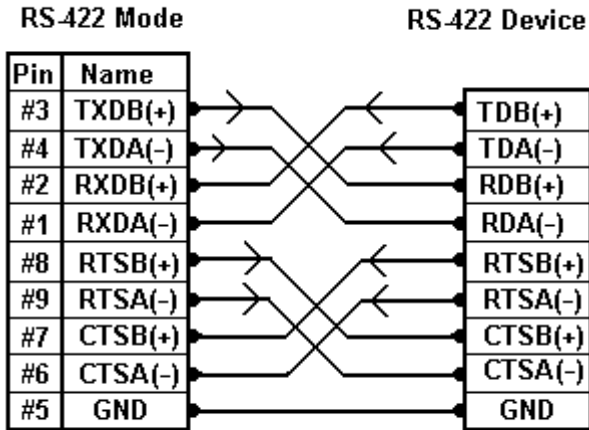 RS-422 Mode RS-422 Device
Pin Name
#3 TXDB(+) TDB(+)
#4 TXDA(-) TDA(-)
#2 RXDB(+) RDB(+)
#1 RXDA(-) RDA(-)
#8 RTSB(+) RTSB(+)
#9 RTSA(-) RTSA(-)
#7 CTSB(+) CTSB(+)
#6 CTSA(-) CTSA(-)
#5 GND GND